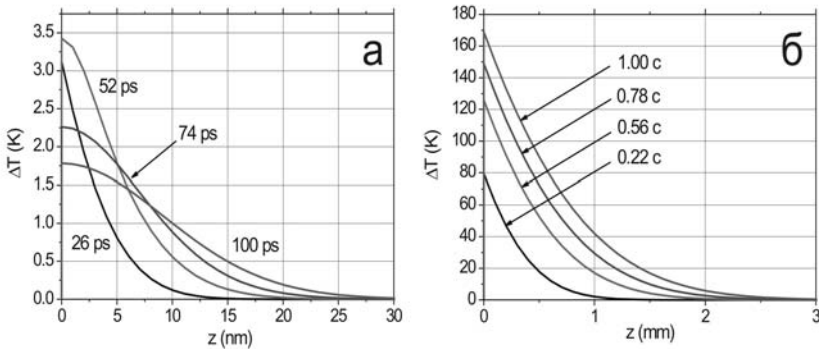 3.5
3.0
2.5
2.0
1.5
1.0
0.5
0.0
ΔT (K)
a
52 ps
74 ps
100 ps
26 ps
0 5 10 15 20 25 30
z (nm)
180
160
140
120
100
80
60
40
20
0
ΔT (K)
б
1.00 c
0.78 c
0.56 c
0.22 c
0 1 2 3
z (mm)